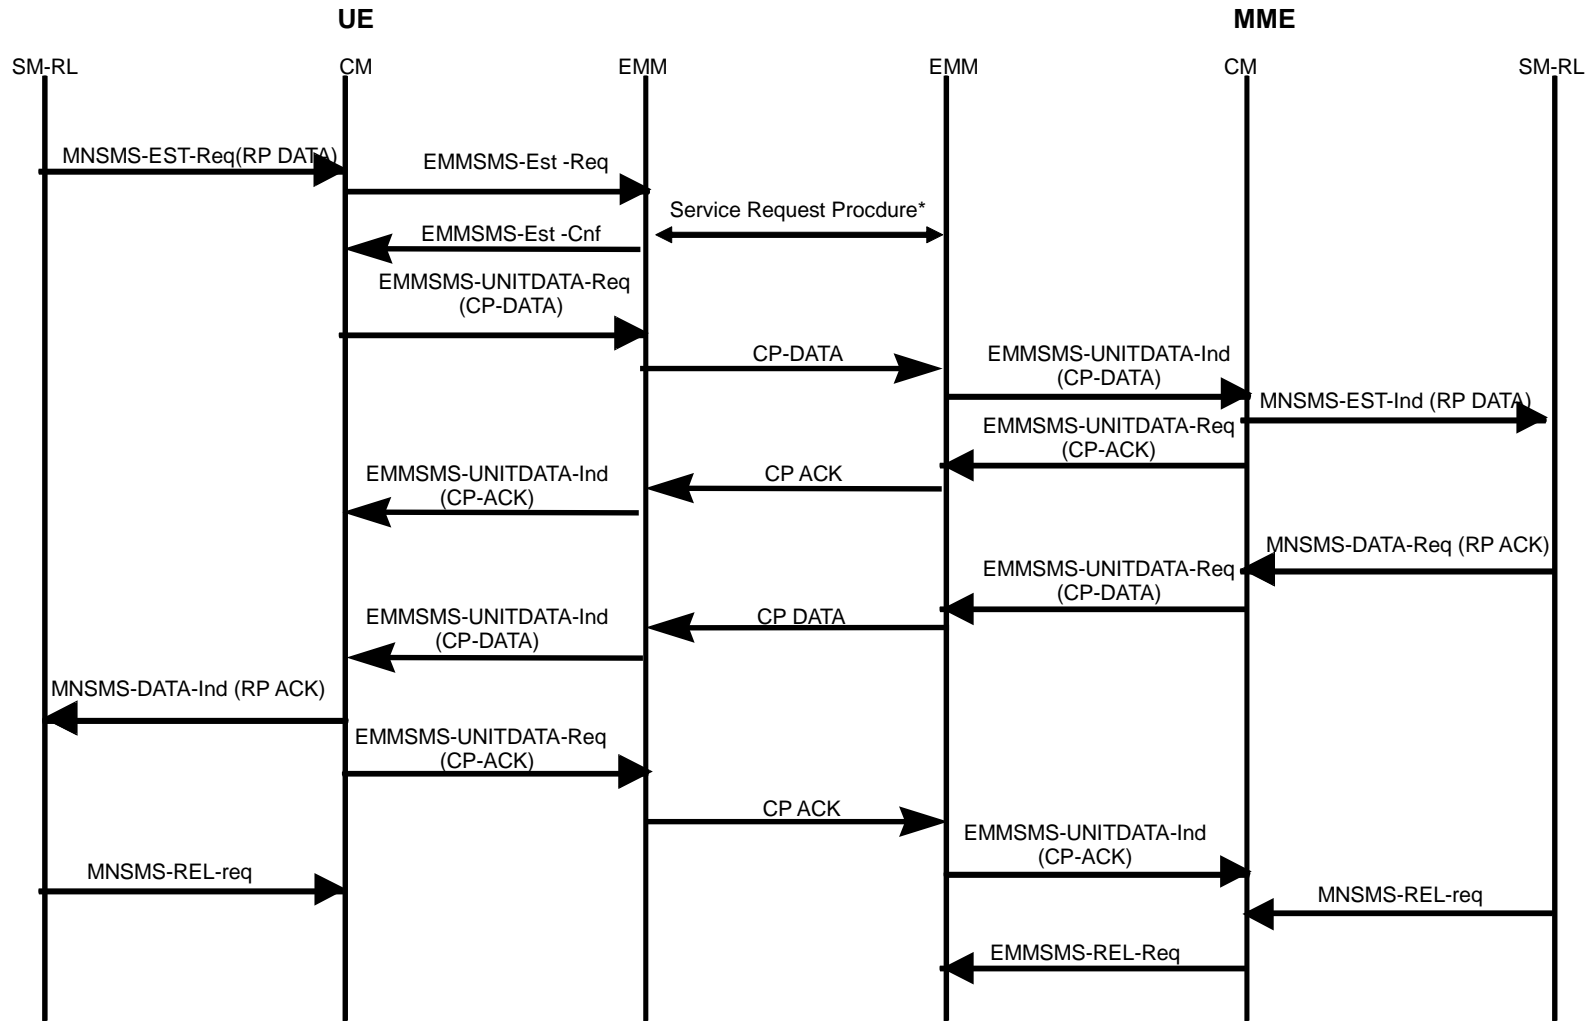 UE
MME
SM-RL
CM
EMM
EMM
CM
SM-RL
MNSMS-EST-Req(RP DATA)
EMMSMS-Est -Req
Service Request Procdure*
EMMSMS-Est -Cnf
EMMSMS-UNITDATA-Req
(CP-DATA)
CP-DATA
EMMSMS-UNITDATA-Ind
(CP-DATA)
MNSMS-EST-Ind (RP DATA)
EMMSMS-UNITDATA-Req
(CP-ACK)
CP ACK
EMMSMS-UNITDATA-Ind
(CP-ACK)
MNSMS-DATA-Req (RP ACK)
EMMSMS-UNITDATA-Req
(CP-DATA)
CP DATA
EMMSMS-UNITDATA-Ind
(CP-DATA)
MNSMS-DATA-Ind (RP ACK)
EMMSMS-UNITDATA-Req
(CP-ACK)
CP ACK
EMMSMS-UNITDATA-Ind
(CP-ACK)
MNSMS-REL-req
MNSMS-REL-req
EMMSMS-REL-Req